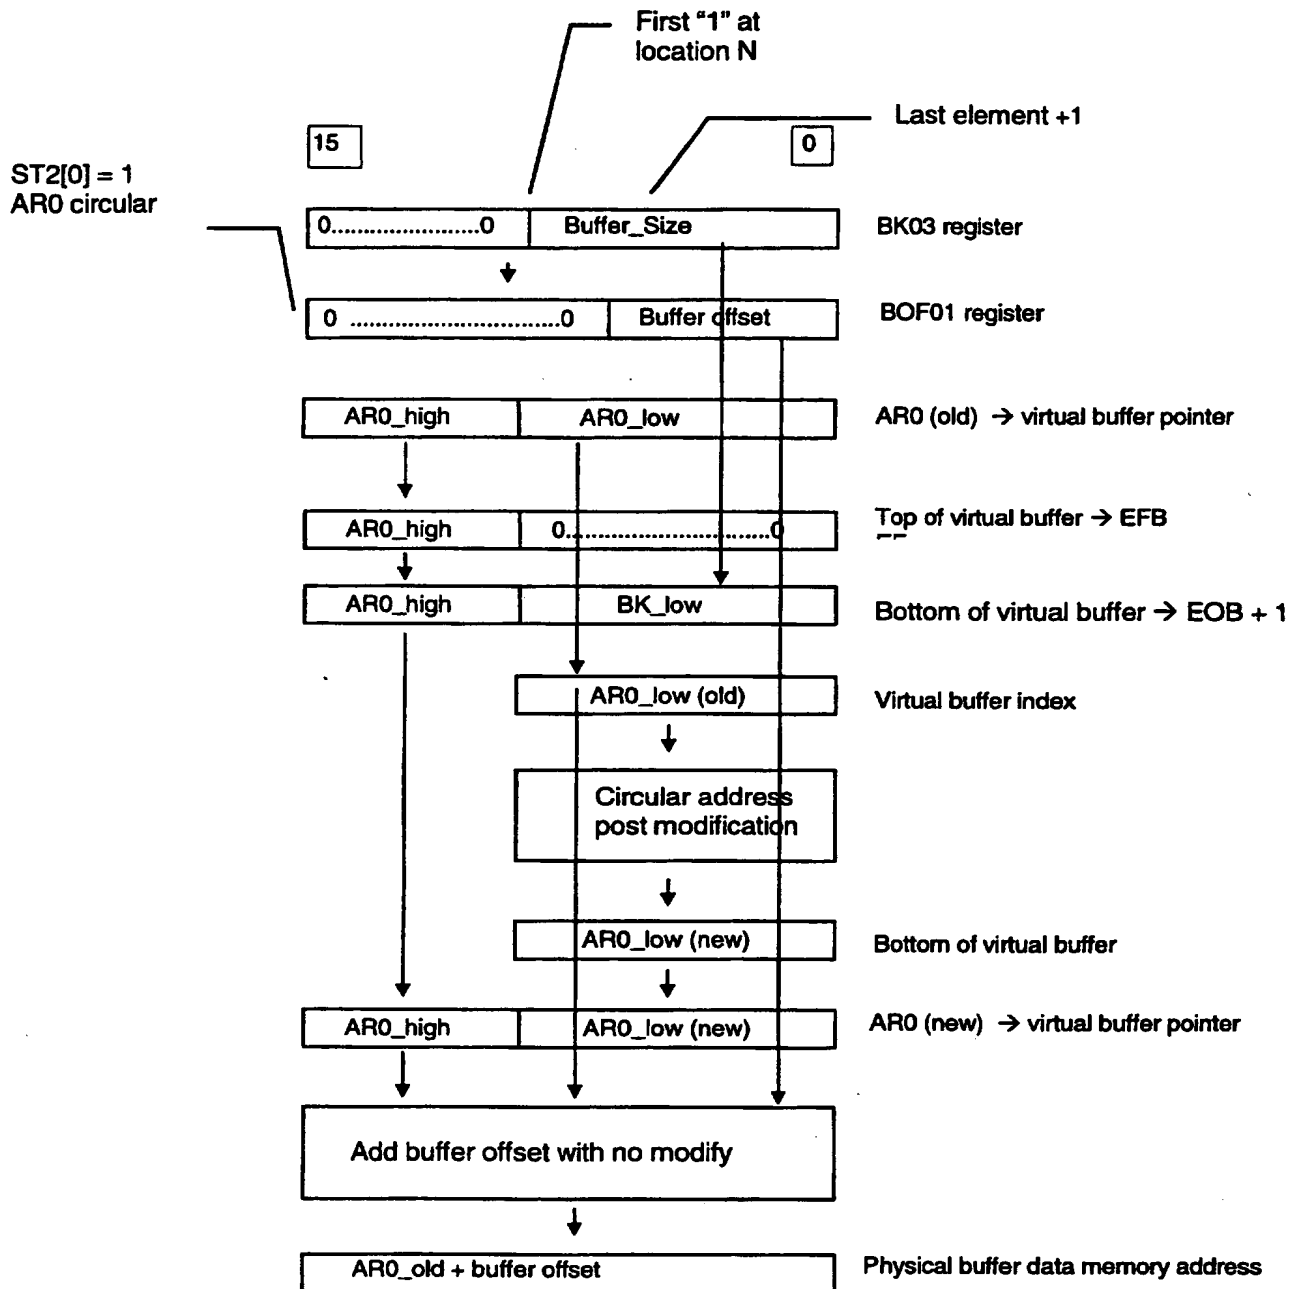 First "1" at
location N
Last element +1
15
0
ST2[0] = 1
AR0 circular
0.......................0
Buffer_Size
BK03 register
0 ................................0
Buffer offset
BOF01 register
AR0_high
AR0_low
AR0 (old) → virtual buffer pointer
AR0_high
0...............................0
Top of virtual buffer → EFB
AR0_high
BK_low
Bottom of virtual buffer → EOB + 1
AR0_low (old)
Virtual buffer index
Circular address
post modification
AR0_low (new)
Bottom of virtual buffer
AR0_high
AR0_low (new)
AR0 (new) → virtual buffer pointer
Add buffer offset with no modify
AR0_old + buffer offset
Physical buffer data memory address